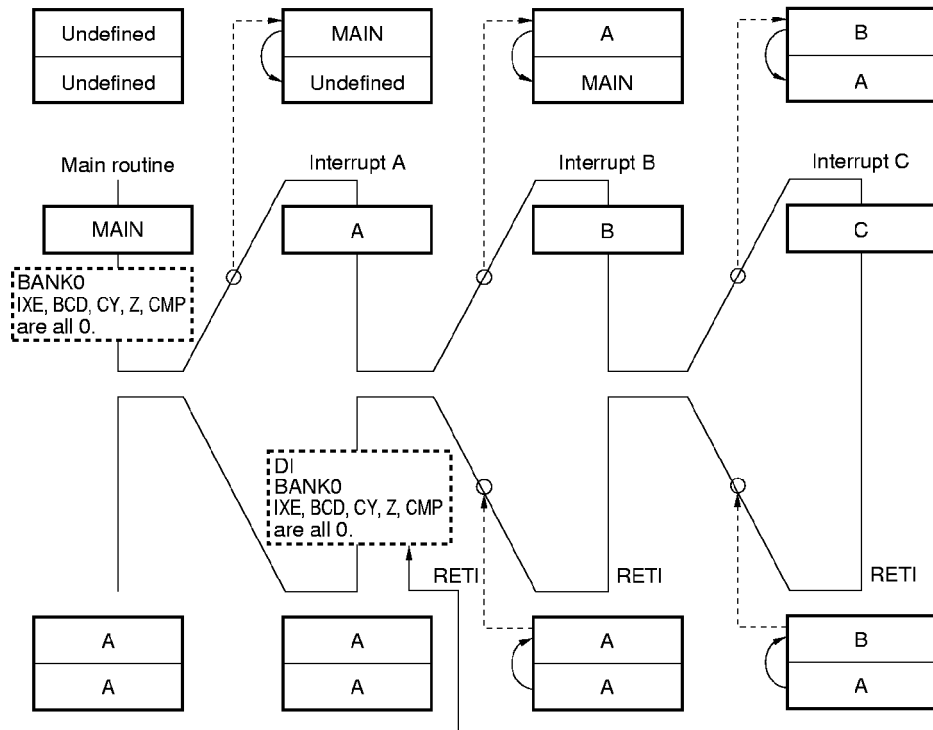 Undefined
Undefined
MAIN
Undefined
A
MAIN
B
A
Main routine
Interrupt A
Interrupt B
Interrupt C
MAIN
A
B
C
BANK0
IXE, BCD, CY, Z, CMP
are all 0.
DI
BANK0
IXE, BCD, CY, Z, CMP
are all 0.
RETI
RETI
RETI
A
A
A
A
A
A
B
A